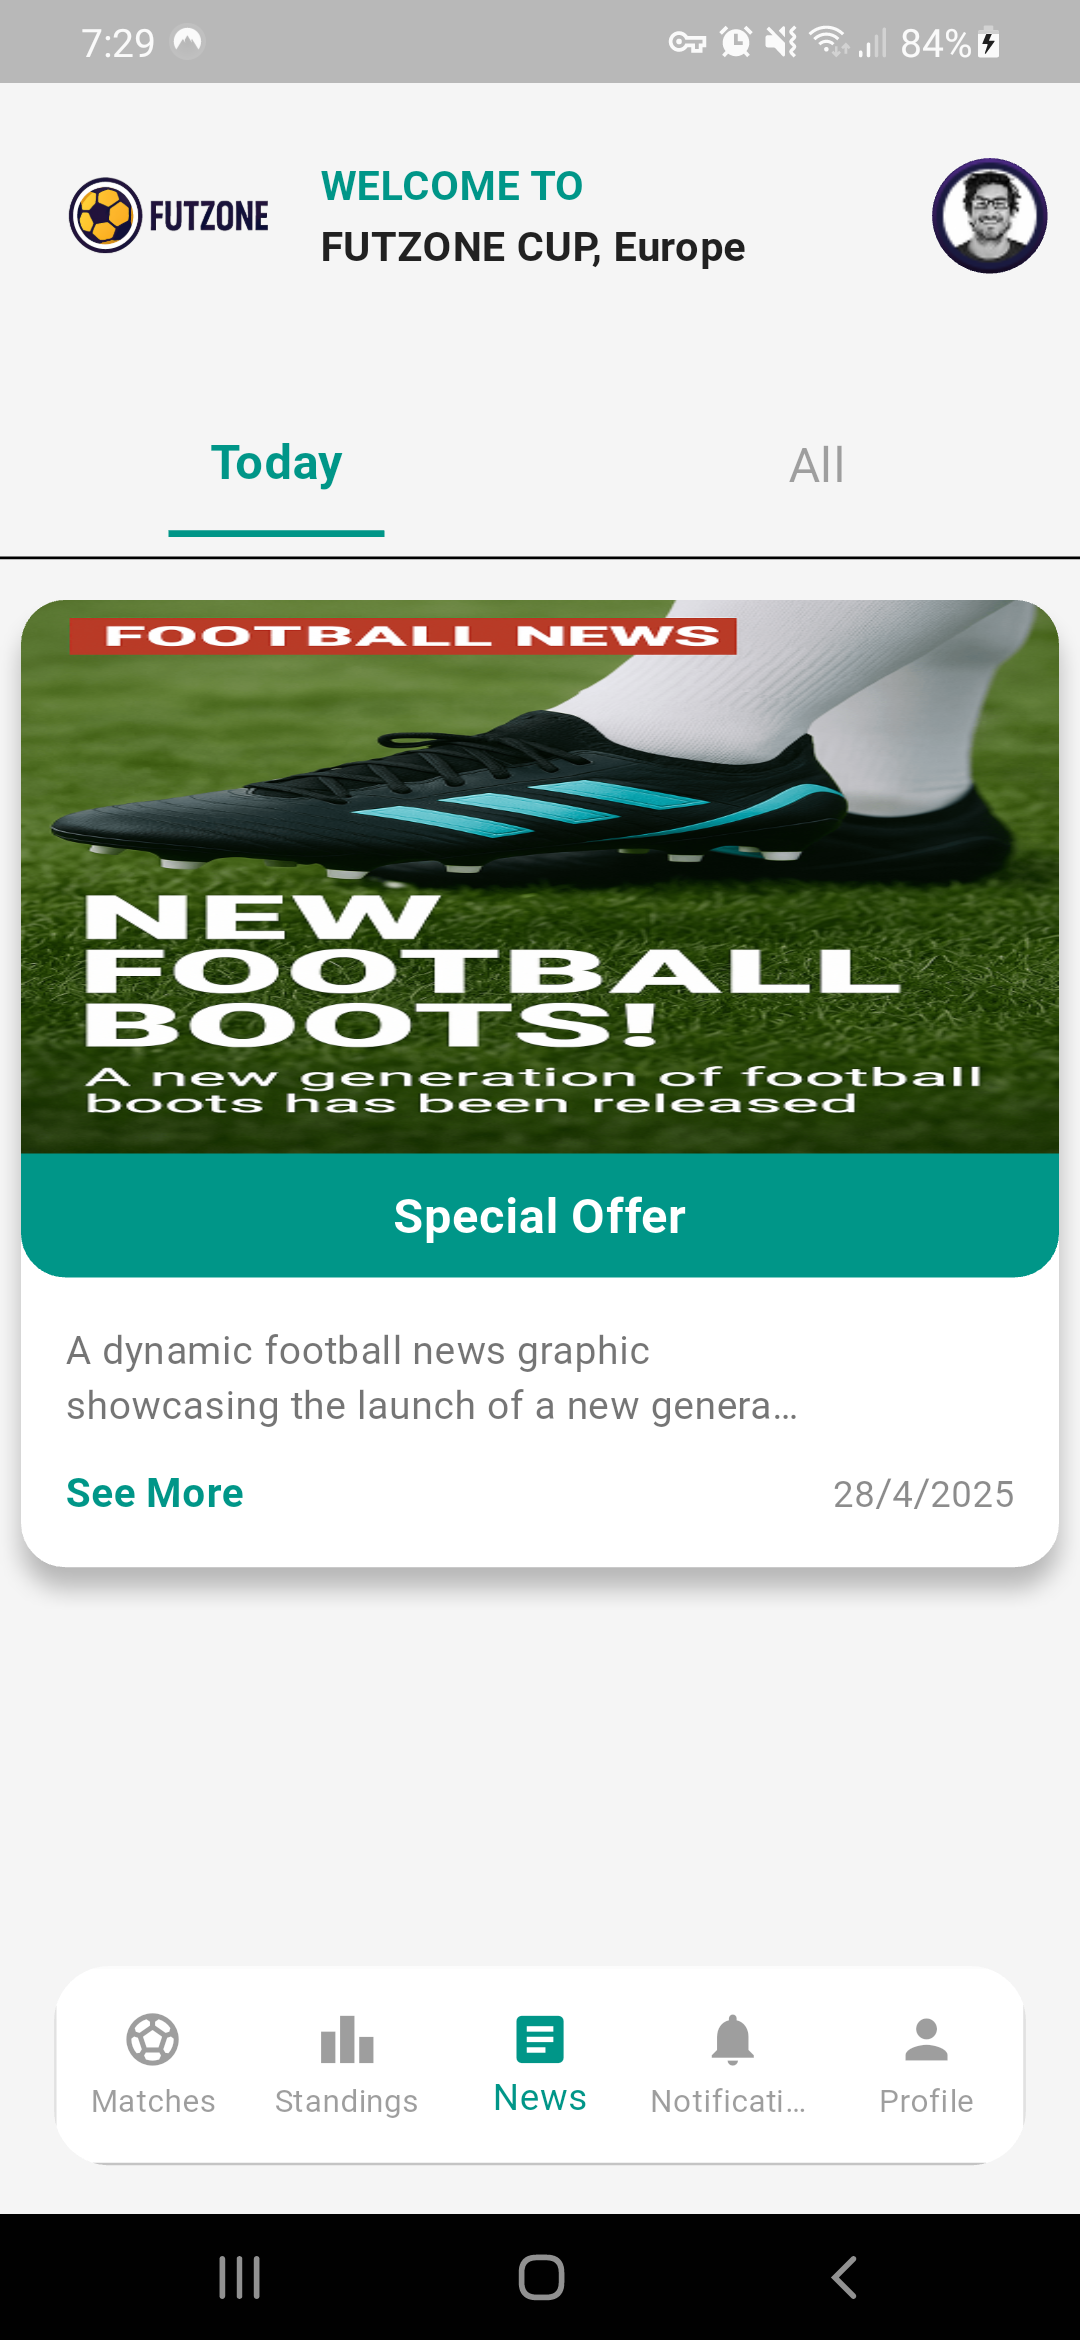 7:29
84%
FUTZONE
WELCOME TO
FUTZONE CUP, Europe
Today
All
FOOTBALL NEWS
NEW
FOOTBALL
BOOTS!
A new generation of football
boots has been released
Special Offer
A dynamic football news graphic
showcasing the launch of a new genera...
See More
28/4/2025
Matches
Standings
News
Notificati...
Profile